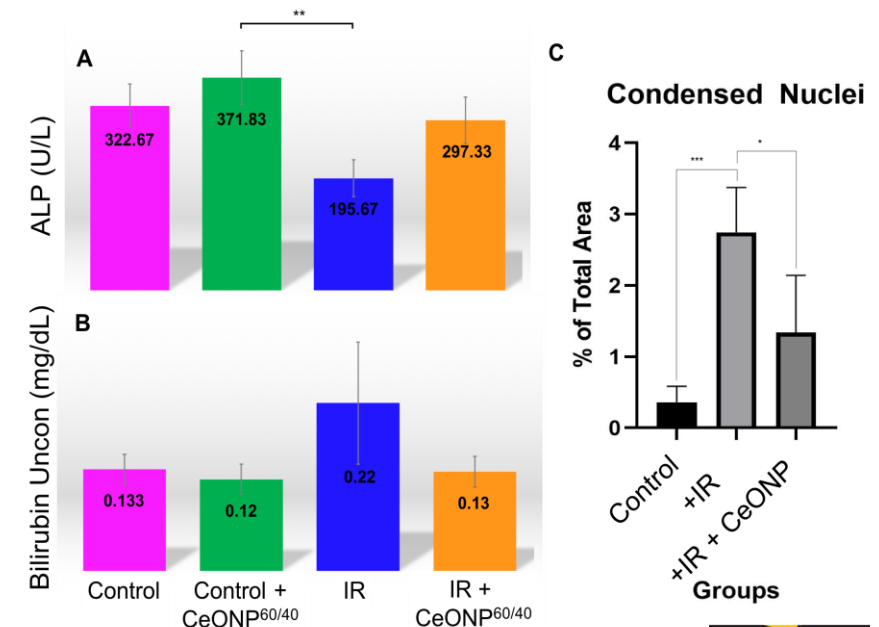 **
A
ALP (U/L)
322.67
371.83
195.67
297.33
B
Bilirubin Uncon (mg/dL)
0.133
0.12
0.22
0.13
Control
Control +
CeONP60/40
IR
IR +
CeONP60/40
C
Condensed Nuclei
% of Total Area
4
3
2
1
0
***
*
Control
+IR
+IR + CeONP
Groups